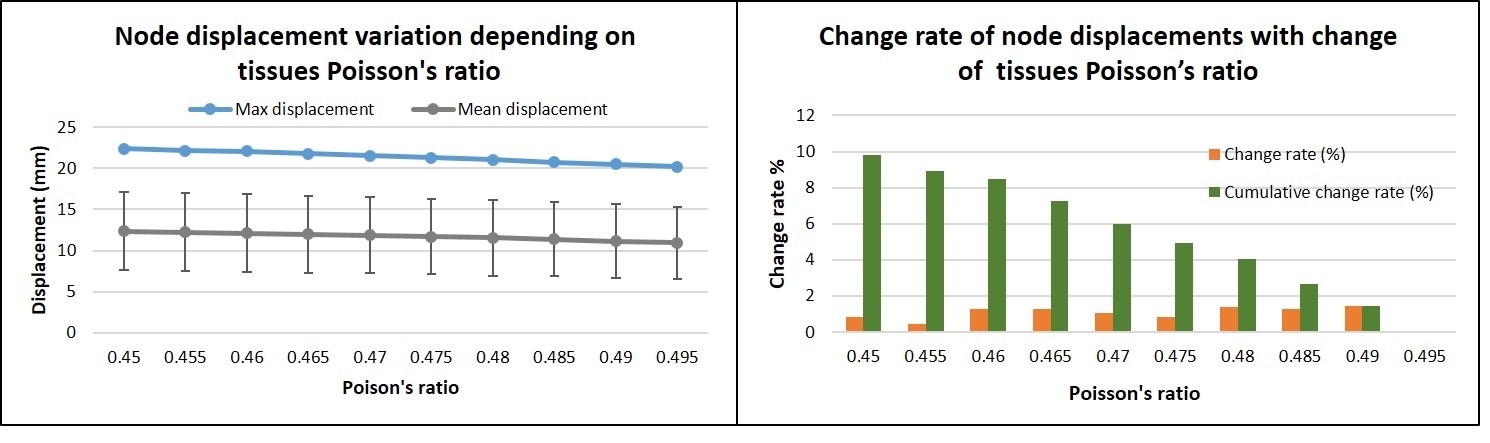 Node displacement variation depending on
tissues Poisson's ratio
Max displacement
Mean displacement
Displacement (mm)
25
20
15
10
5
0
0.45 0.455 0.46 0.465 0.47 0.475 0.48 0.485 0.49 0.495
Poison's ratio
Change rate of node displacements with change
of tissues Poisson’s ratio
Change rate %
12
10
8
6
4
2
0
Change rate (%)
Cumulative change rate (%)
0.45 0.455 0.46 0.465 0.47 0.475 0.48 0.485 0.49 0.495
Poisson's ratio